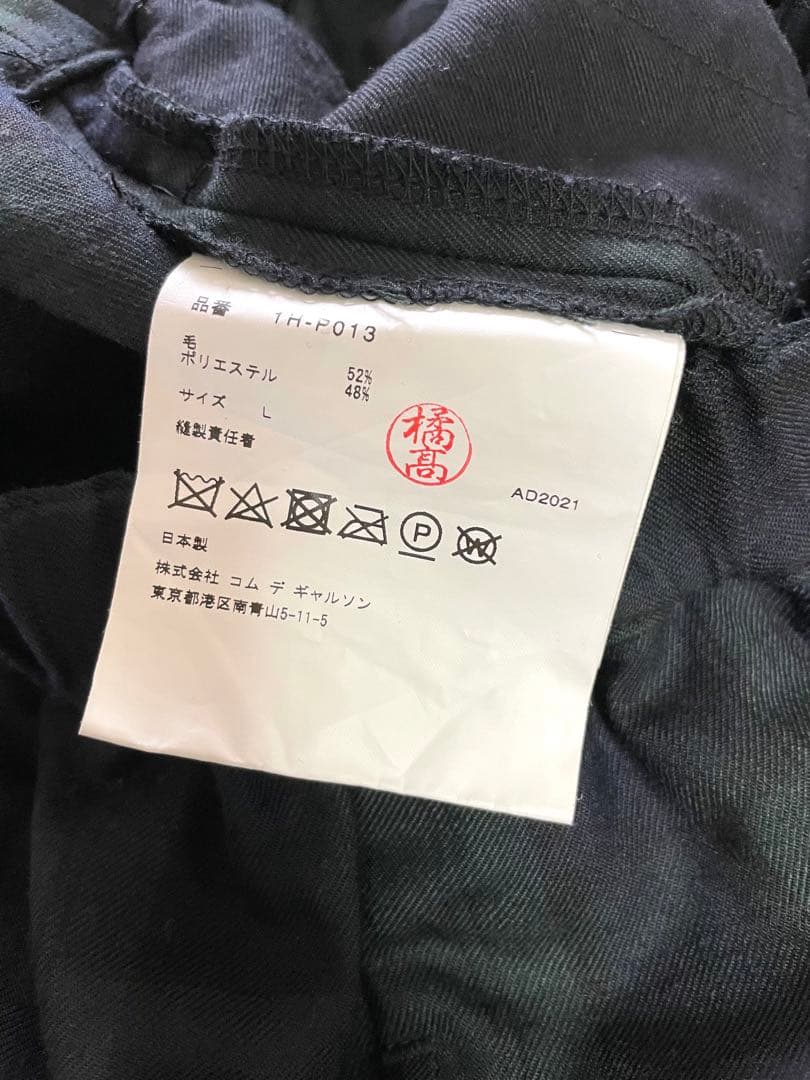 品番 1H-P013
毛 52%
ポリエステル 48%
サイズ L
縫製責任者
橘高
AD2021
P
W
日本製
株式会社 コム デ ギャルソン
東京都港区南青山5-11-5